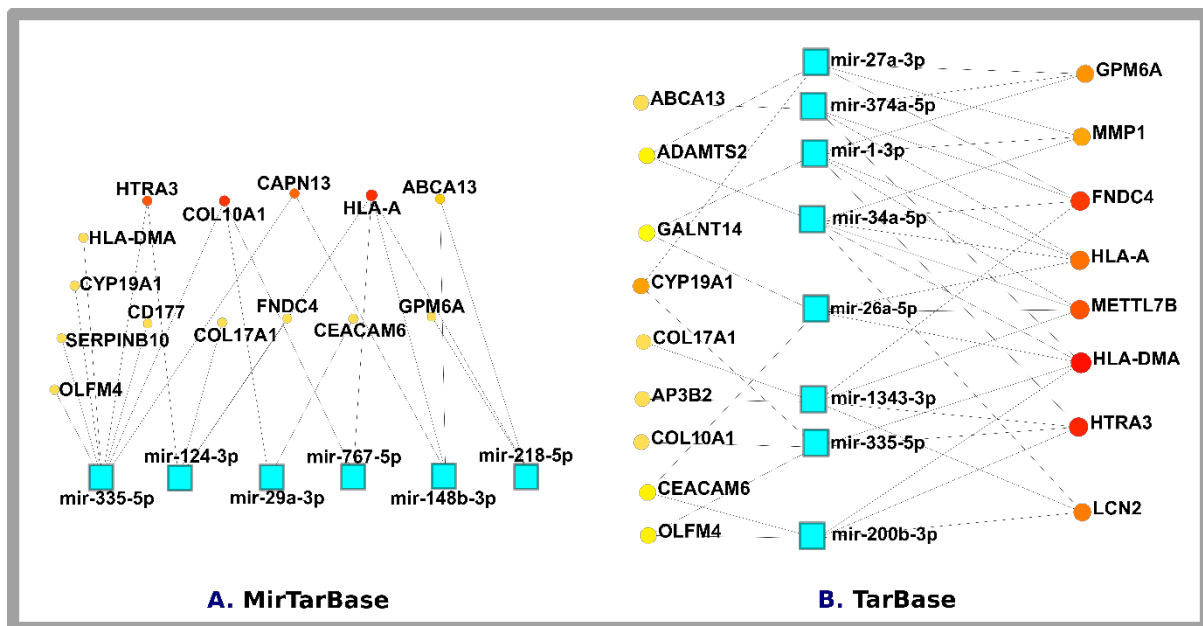 HTRA3
CAPN13
ABCA13
COL10A1
HLA-A
HLA-DMA
CYP19A1
CD177
FNDC4
GPM6A
SERPINB10
COL17A1
CEACAM6
OLFM4
mir-124-3p
mir-767-5p
mir-218-5p
mir-335-5p
mir-29a-3p
mir-148b-3p
A. MirTarBase
mir-27a-3p
GPM6A
ABCA13
mir-374a-5p
MMP1
ADAMTS2
mir-1-3p
FNDC4
mir-34a-5p
GALNT14
HLA-A
CYP19A1
mir-26a-5p
METTL7B
COL17A1
HLA-DMA
AP3B2
mir-1343-3p
HTRA3
COL10A1
mir-335-5p
CEACAM6
LCN2
OLFM4
mir-200b-3p
B. TarBase